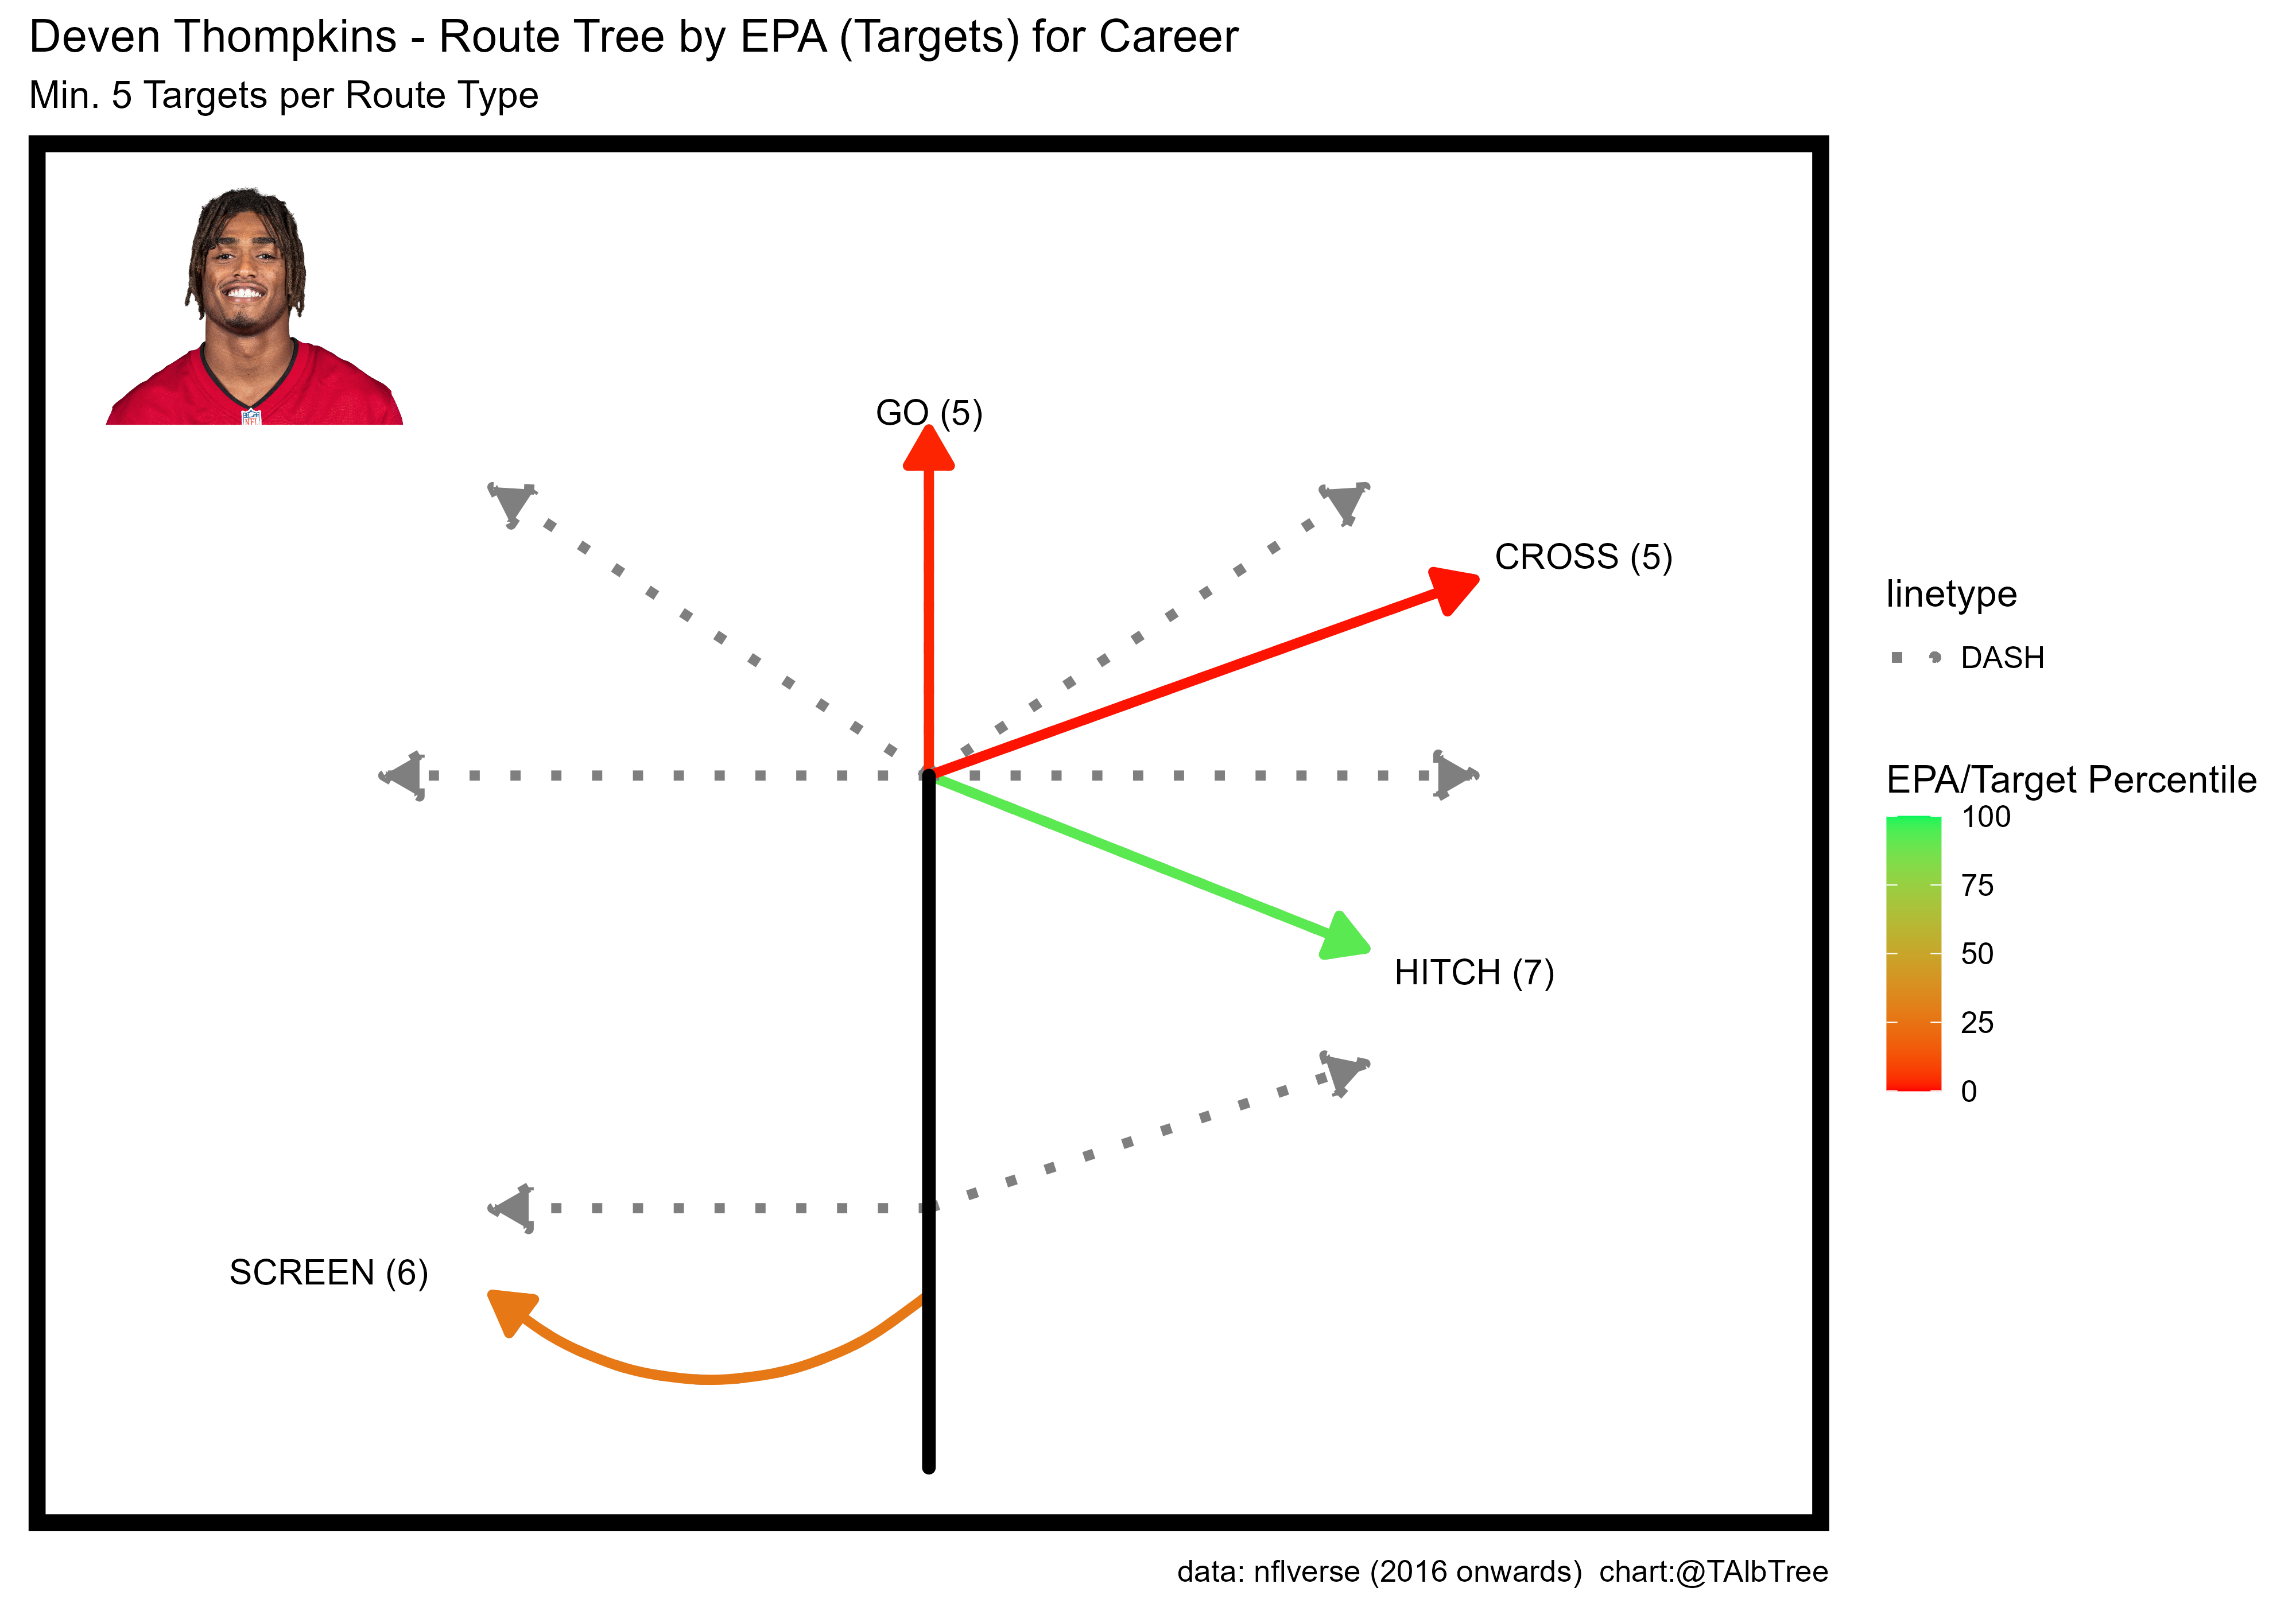 Deven Thompkins - Route Tree by EPA (Targets) for Career
Min. 5 Targets per Route Type
GO (5)
CROSS (5)
HITCH (7)
SCREEN (6)
linetype
DASH
EPA/Target Percentile
100
75
50
25
0
data: nflverse (2016 onwards)  chart:@TAlbTree